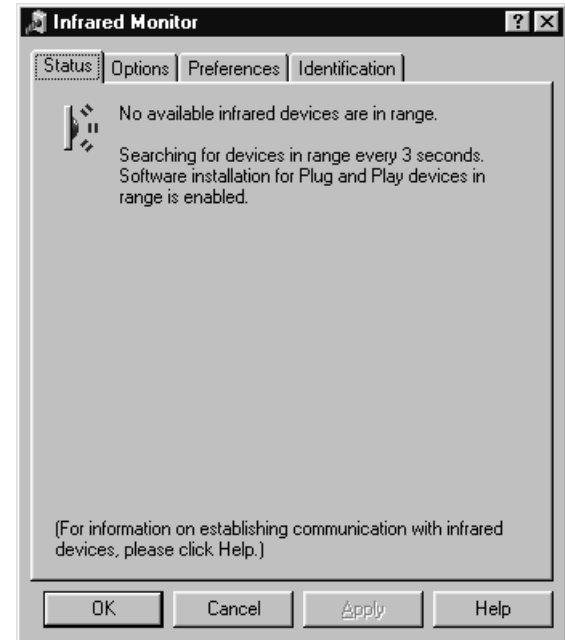 Infrared Monitor
Status Options Preferences Identification
No available infrared devices are in range.
Searching for devices in range every 3 seconds.
Software installation for Plug and Play devices in
range is enabled.
(For information on establishing communication with infrared
devices, please click Help.)
OK Cancel Apply Help